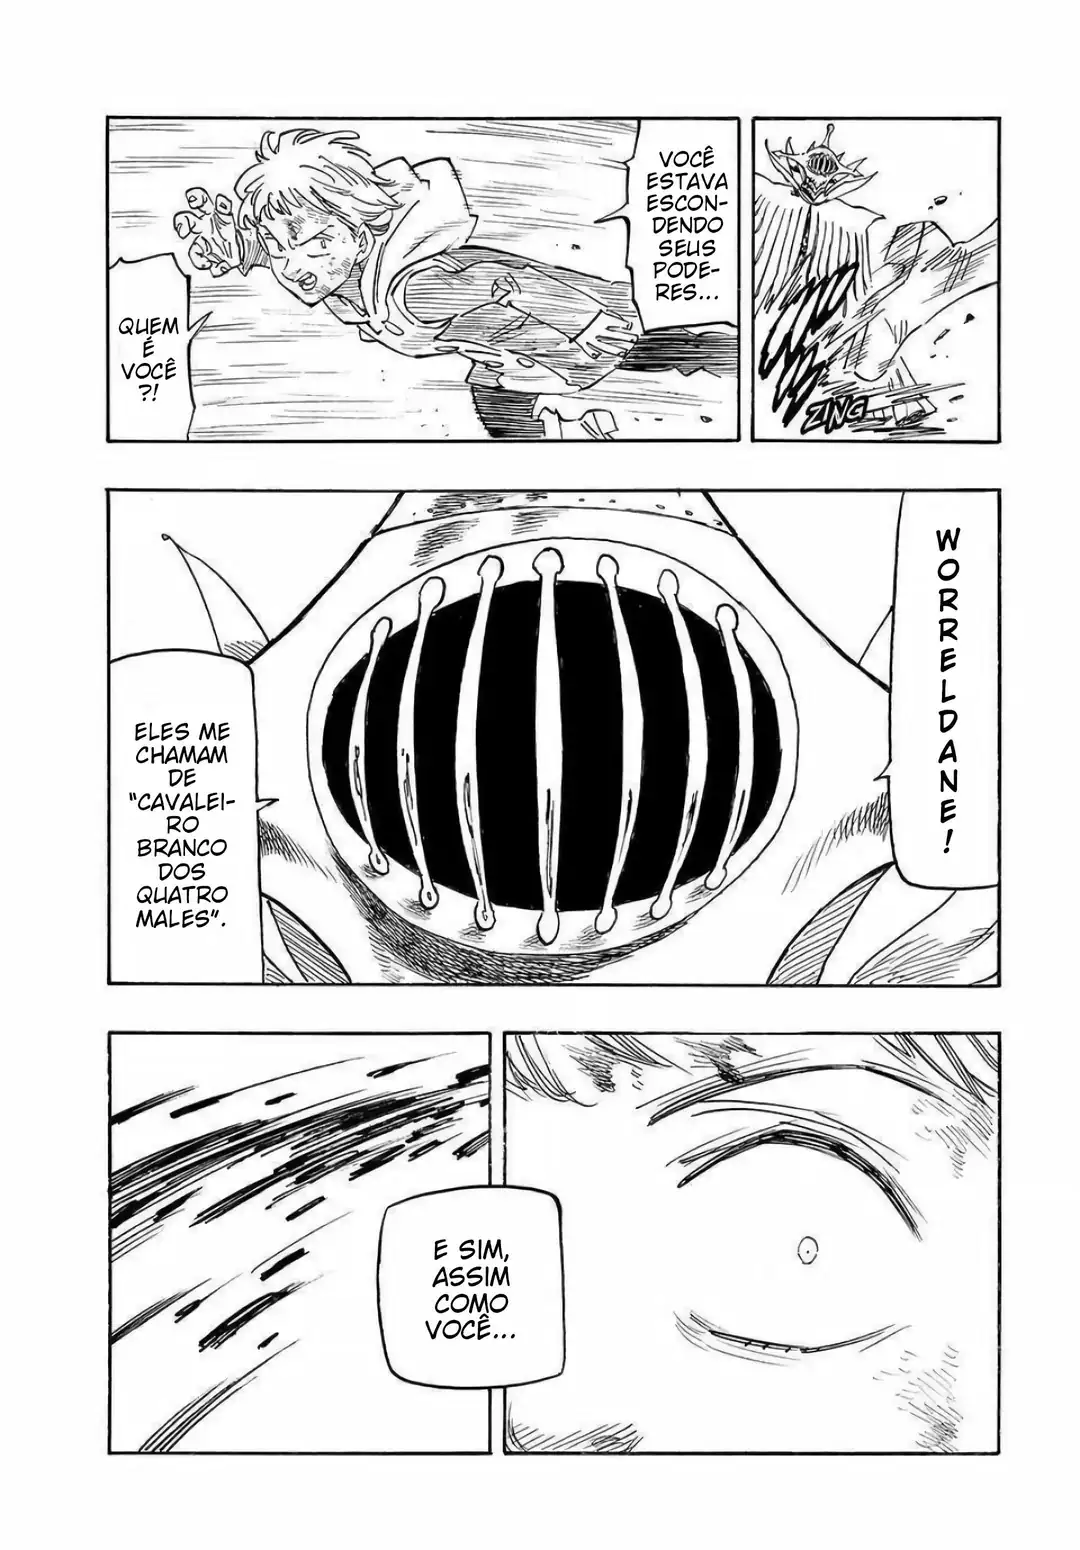 ZING
VOCÊ
ESTAVA
ESCON-
DENDO
SEUS
PODE-
RES...
QUEM
É
VOCÊ
?!
WORRELDANE!
ELES ME
CHAMAM
DE
"CAVALEI-
RO
BRANCO
DOS
QUATRO
MALES".
E SIM,
ASSIM
COMO
VOCÊ...